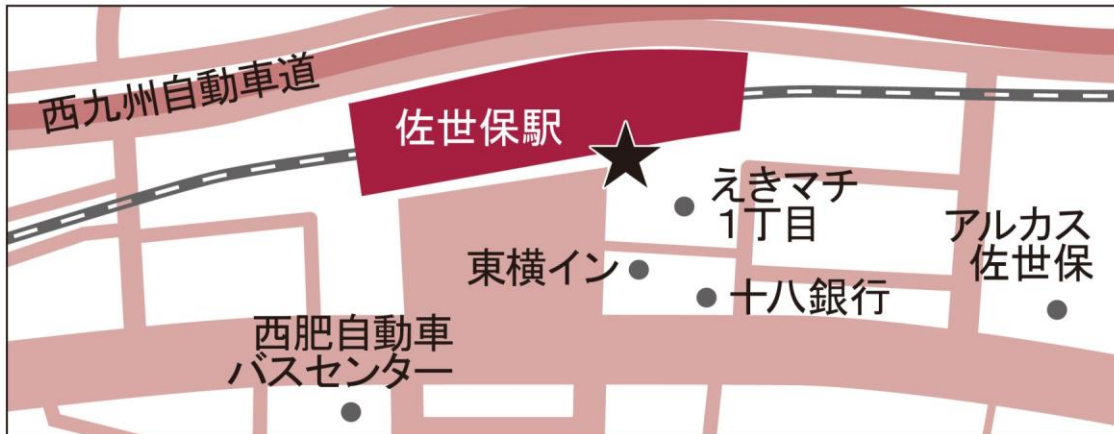 西九州自動車道
佐世保駅
えきマチ
1丁目
アルカス
佐世保
東横イン
十八銀行
西肥自動車
バスセンター